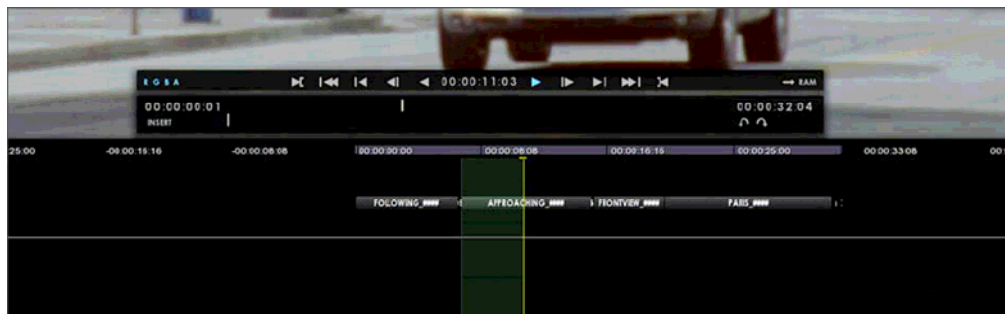 RGBA 00:00:11:03 RAM
00:00:00:01 00:00:32:04
INSERT
25:00 -00:00:16:16 -00:00:08:08 00:00:00:00 00:00:08:08 00:00:16:16 00:00:25:00 00:00:33:08 00:
FOLLOWING_#### APPROACHING_#### FRONTVIEW_#### PARIS_####